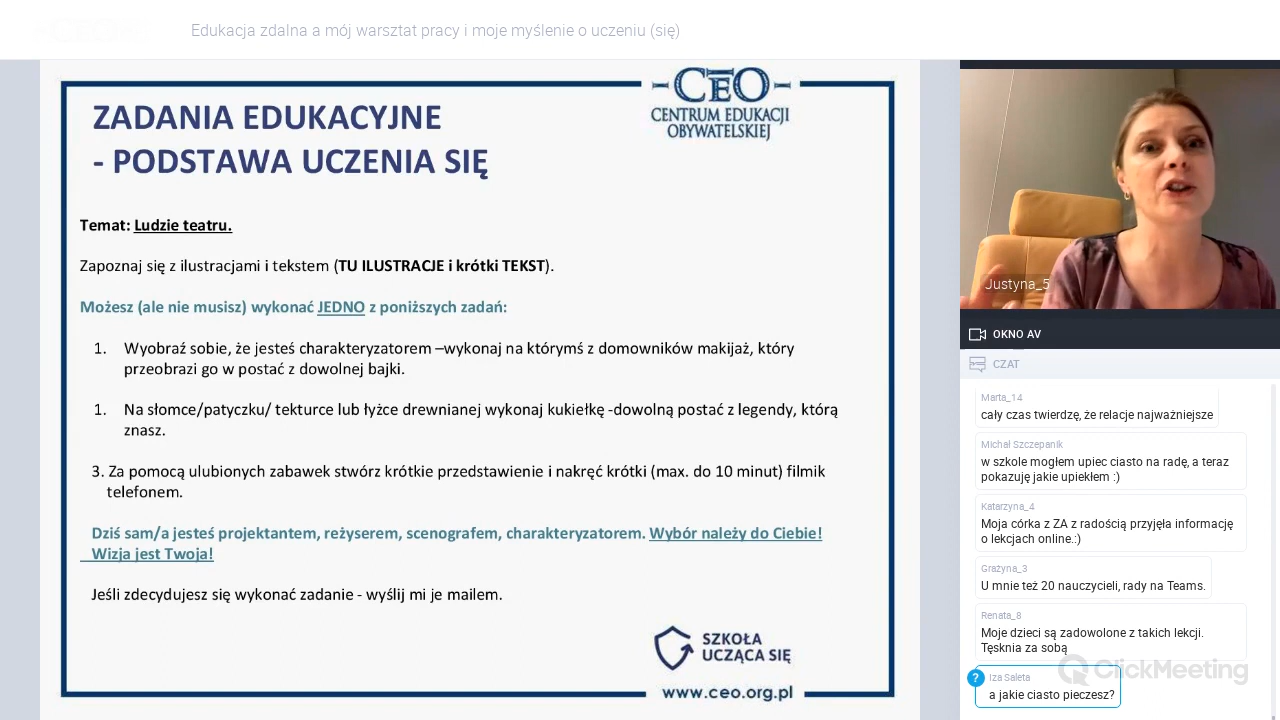 Edukacja zdalna a mój warsztat pracy i moje myślenie o uczeniu (się)
CEO
CENTRUM EDUKACJI
OBYWATELSKIEJ
ZADANIA EDUKACYJNE
- PODSTAWA UCZENIA SIĘ
Temat: Ludzie teatru.
Zapoznaj się z ilustracjami i tekstem (TU ILUSTRACJE i krótki TEKST).
Możesz (ale nie musisz) wykonać JEDNO z poniższych zadań:
1. Wyobraź sobie, że jesteś charakteryzatorem –wykonaj na którymś z domowników makijaż, który
przeobrazi go w postać z dowolnej bajki.
1. Na słomce/patyczku/ tekturce lub łyżce drewnianej wykonaj kukiełkę -dowolną postać z legendy, którą
znasz.
3. Za pomocą ulubionych zabawek stwórz krótkie przedstawienie i nakręć krótki (max. do 10 minut) filmik
telefonem.
Dziś sam/a jesteś projektantem, reżyserem, scenografem, charakteryzatorem. Wybór należy do Ciebie!
Wizja jest Twoja!
Jeśli zdecydujesz się wykonać zadanie - wyślij mi je mailem.
SZKOŁA
UCZĄCA SIĘ
www.ceo.org.pl
Justyna_5
OKNO AV
CZAT
Marta_14
cały czas twierdzę, że relacje najważniejsze
Michał Szczepanik
w szkole mogłem upiec ciasto na radę, a teraz
pokazuję jakie upiekłem :)
Katarzyna_4
Moja córka z ZA z radością przyjęła informację
o lekcjach online.:)
Grażyna_3
U mnie też 20 nauczycieli, rady na Teams.
Renata_8
Moje dzieci są zadowolone z takich lekcji.
Tęsknia za sobą
ClickMeeting
? Iza Saleta
a jakie ciasto pieczesz?